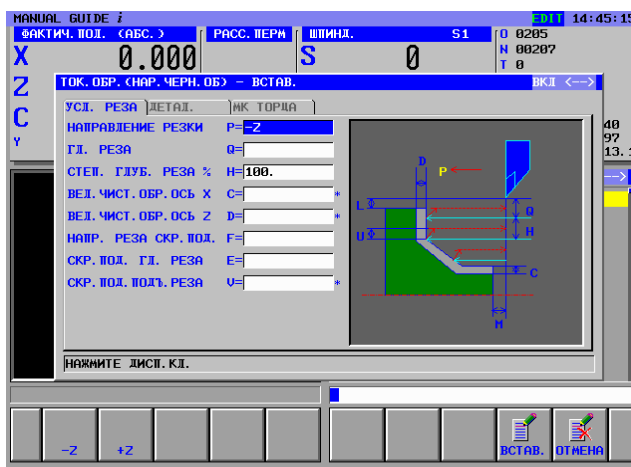 MANUAL GUIDE i EDIT 14:45:15
ФАКТИЧ.ПОЛ. (АБС.) РАСС.ПЕРМ ШПИНД. S1 O 0205
X 0.000 S 0 N 00207
T 0
Z ТОК.ОБР.(НАР.ЧЕРН.ОБ) - ВСТАВ. ВКЛ <-->
УСЛ. РЕЗА ДЕТАЛ. МК ТОРЦА
C НАПРАВЛЕНИЕ РЕЗКИ P=-Z 40
Y ГЛ. РЕЗА Q= 97
13.1
СТЕП. ГЛУБ. РЕЗА % H=100. D P
ВЕЛ.ЧИСТ.ОБР.ОСЬ X C= * L Q
ВЕЛ.ЧИСТ.ОБР.ОСЬ Z D= *
НАПР. РЕЗА СКР.ПОД. F= U H
СКР.ПОД. ГЛ. РЕЗА E=
СКР.ПОД.ПОДЪ.РЕЗА V= * C
M
НАЖМИТЕ ДИСП.КЛ.
-Z +Z ВСТАВ. ОТМЕНА